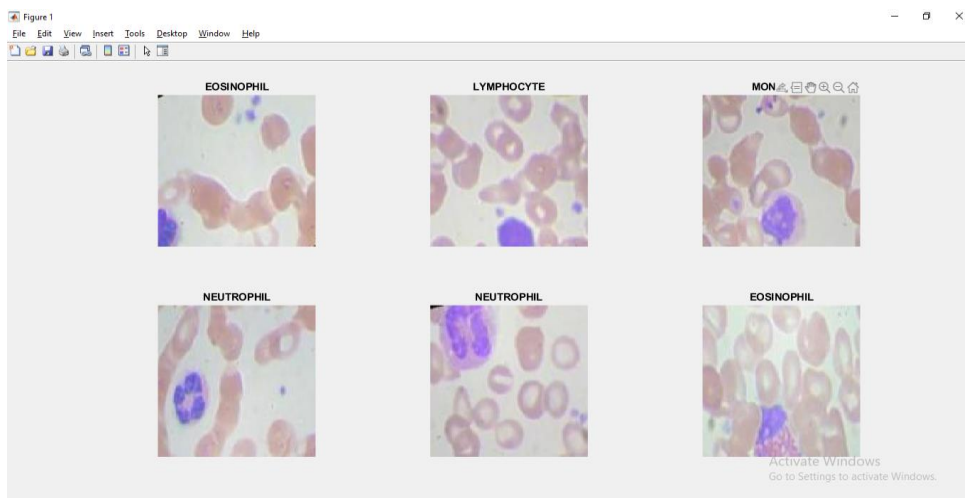 Figure 1
File Edit View Insert Tools Desktop Window Help
EOSINOPHIL LYMPHOCYTE MON
NEUTROPHIL NEUTROPHIL EOSINOPHIL
Activate Windows
Go to Settings to activate Windows.